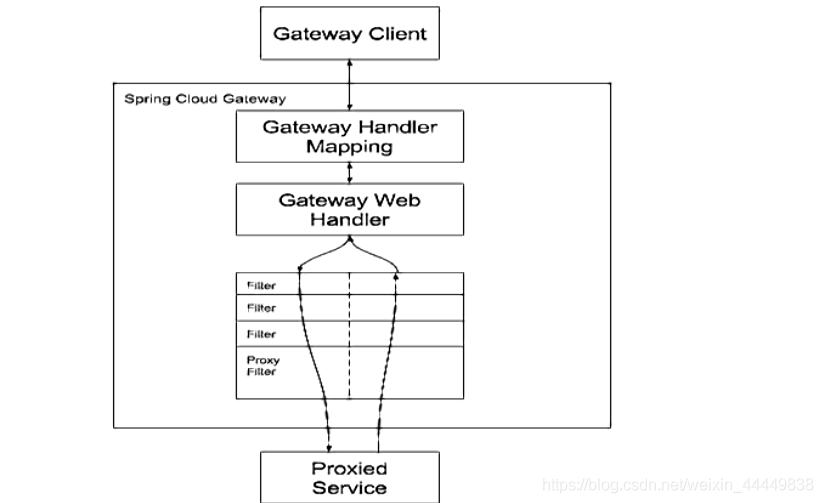 Gateway Client
Spring Cloud Gateway
Gateway Handler
Mapping
Gateway Web
Handler
Filter
Filter
Filter
Proxy
Filter
Proxied
Service
https://blog.csdn.net/weixin_44449838